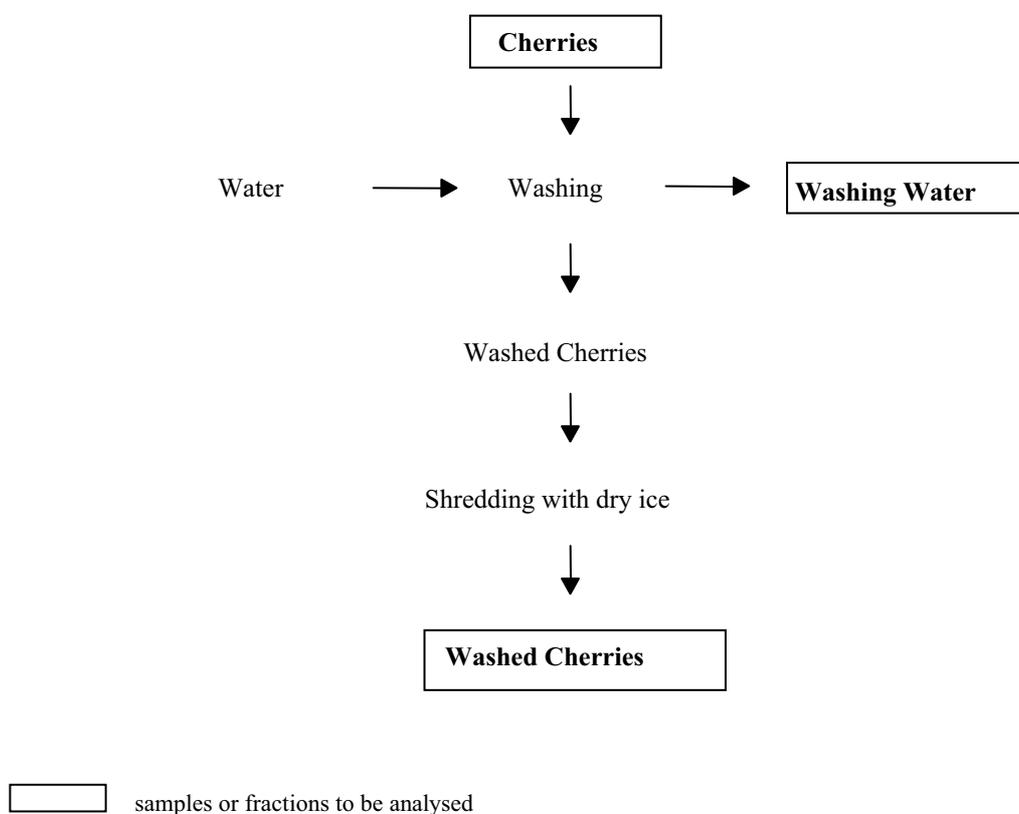 Cherries
Water
Washing
Washing Water
Washed Cherries
Shredding with dry ice
Washed Cherries
samples or fractions to be analysed